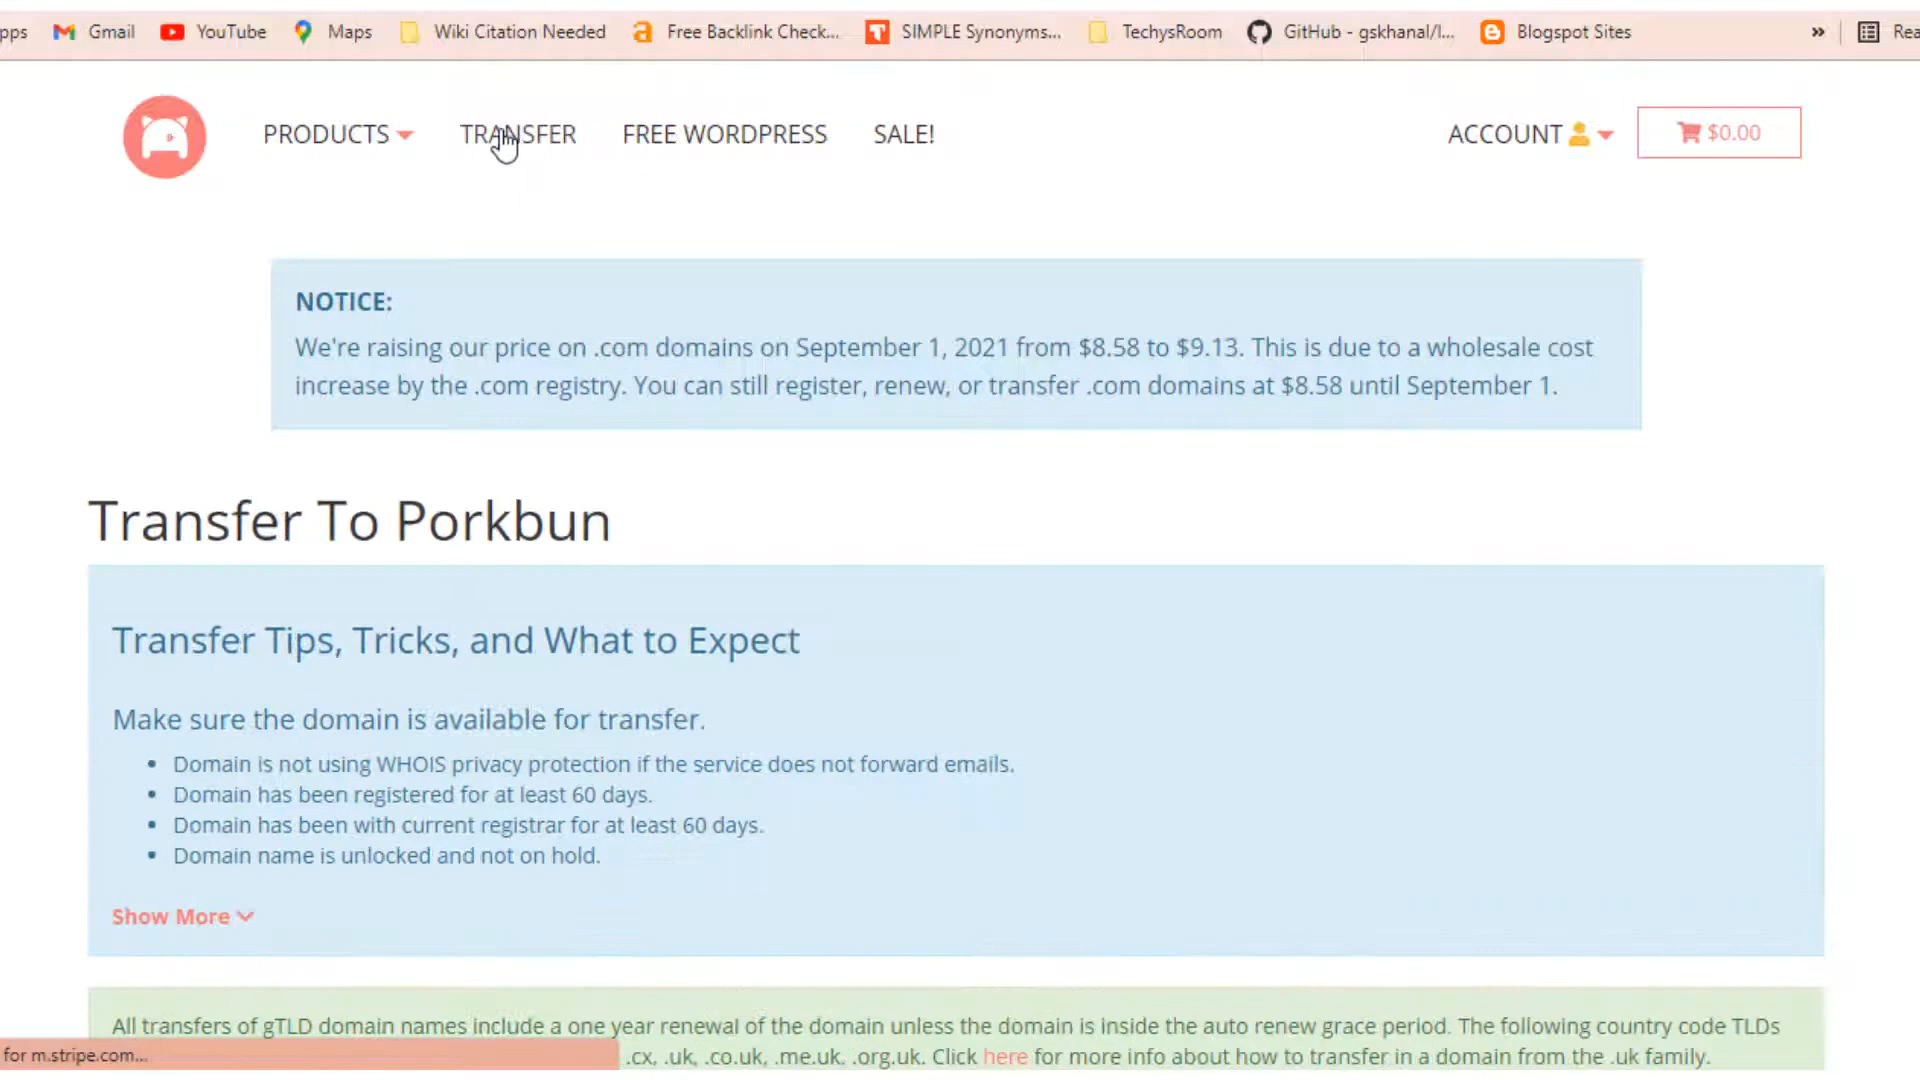 Gmail YouTube Maps Wiki Citation Needed Free Backlink Check... SIMPLE Synonyms... TechysRoom GitHub - gskhanal/l... Blogspot Sites »
PRODUCTS TRANSFER FREE WORDPRESS SALE! ACCOUNT $0.00
NOTICE:
We're raising our price on .com domains on September 1, 2021 from $8.58 to $9.13. This is due to a wholesale cost
increase by the .com registry. You can still register, renew, or transfer .com domains at $8.58 until September 1.
Transfer To Porkbun
Transfer Tips, Tricks, and What to Expect
Make sure the domain is available for transfer.
• Domain is not using WHOIS privacy protection if the service does not forward emails.
• Domain has been registered for at least 60 days.
• Domain has been with current registrar for at least 60 days.
• Domain name is unlocked and not on hold.
Show More
All transfers of gTLD domain names include a one year renewal of the domain unless the domain is inside the auto renew grace period. The following country code TLDs
for m.stripe.com... .cx, .uk, .co.uk, .me.uk, .org.uk. Click here for more info about how to transfer in a domain from the .uk family.